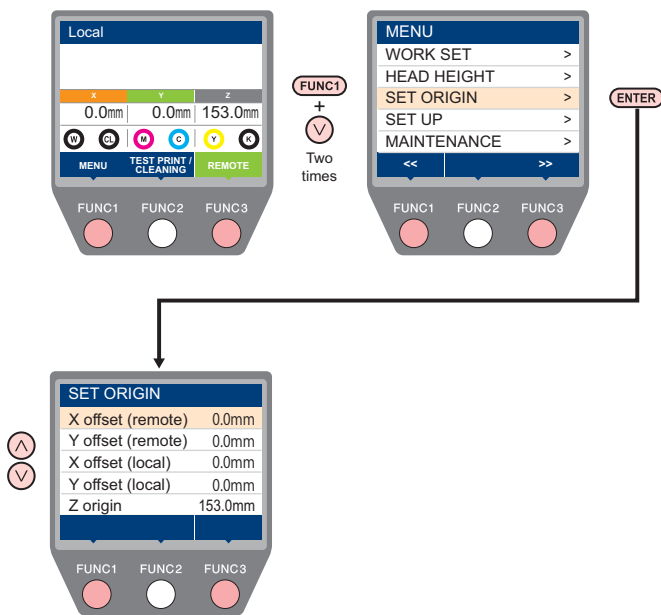 Local
X Y Z
0.0mm 0.0mm 153.0mm
W CL M C Y K
MENU TEST PRINT / CLEANING REMOTE
FUNC1 FUNC2 FUNC3
FUNC1
+
Two
times
MENU
WORK SET >
HEAD HEIGHT >
SET ORIGIN >
SET UP >
MAINTENANCE >
<< >>
FUNC1 FUNC2 FUNC3
ENTER
SET ORIGIN
X offset (remote) 0.0mm
Y offset (remote) 0.0mm
X offset (local) 0.0mm
Y offset (local) 0.0mm
Z origin 153.0mm
FUNC1 FUNC2 FUNC3